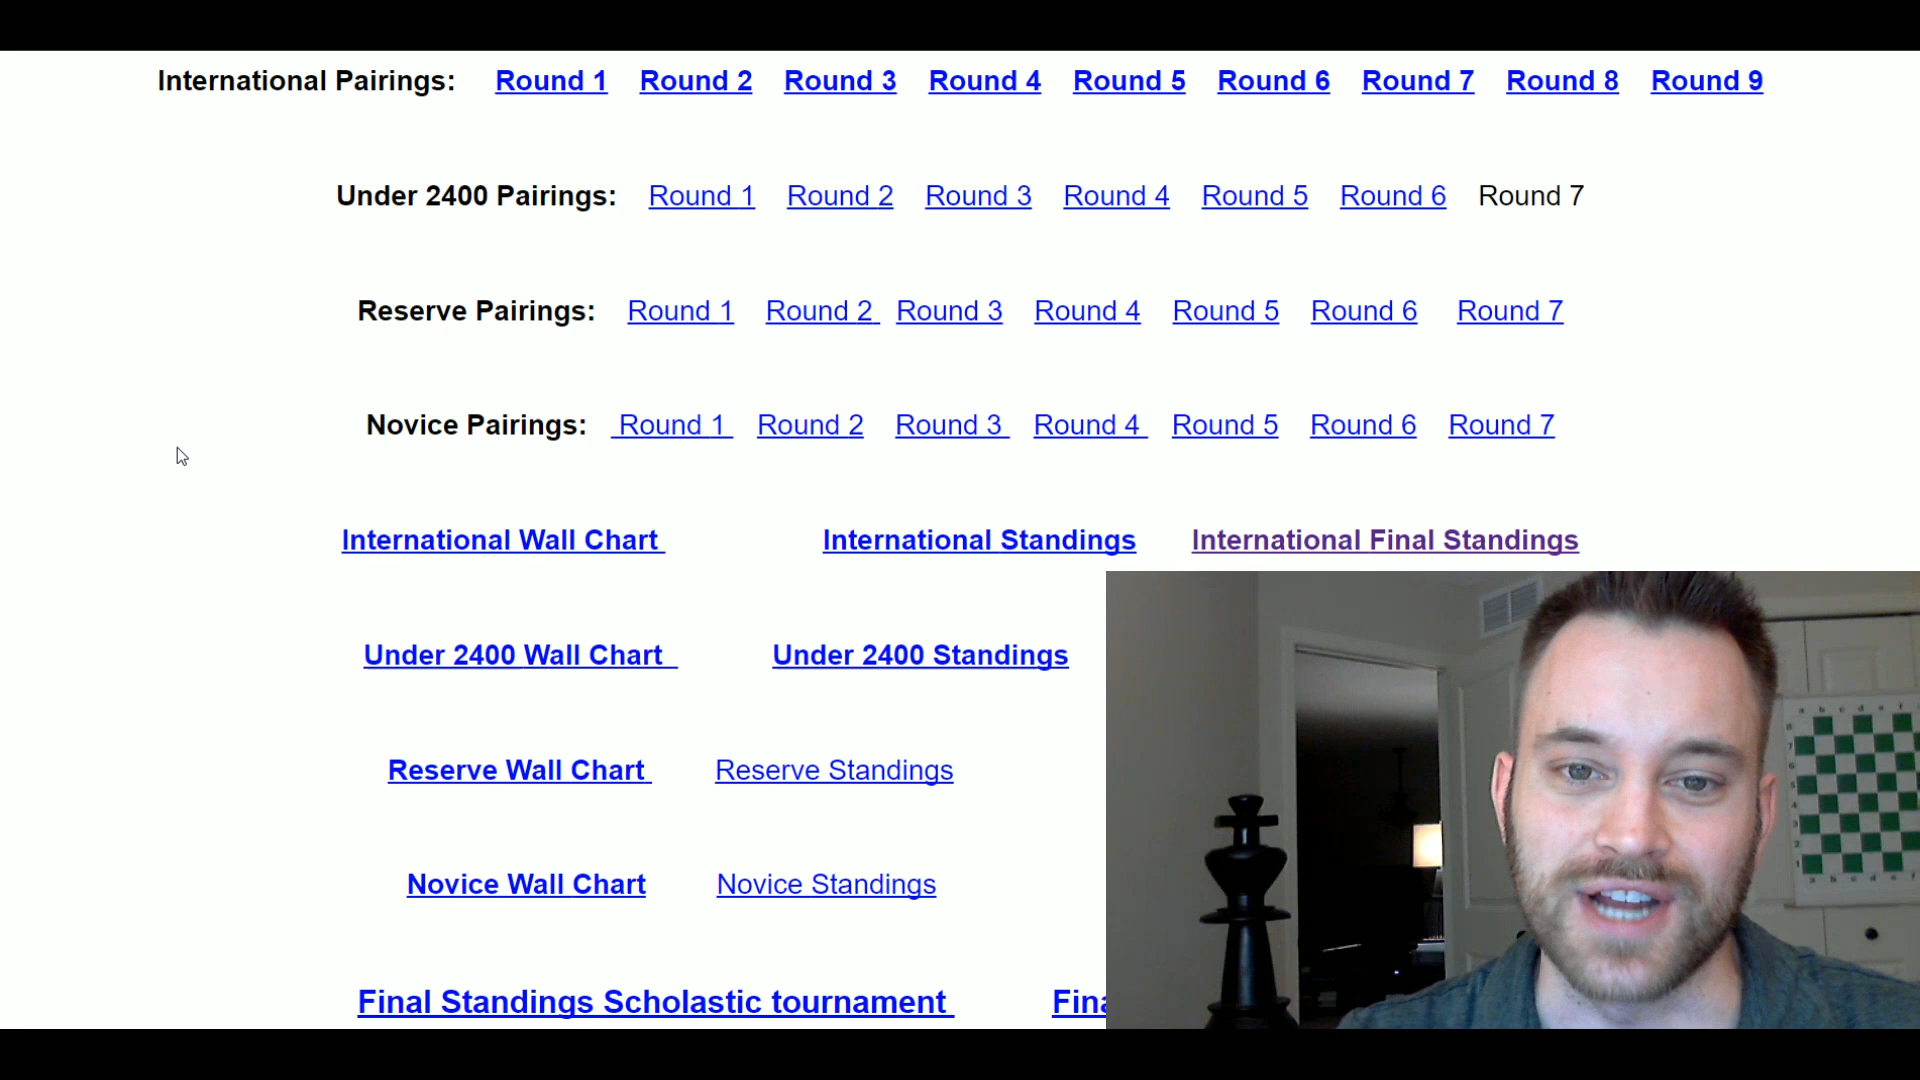 International Pairings: Round 1 Round 2 Round 3 Round 4 Round 5 Round 6 Round 7 Round 8 Round 9
Under 2400 Pairings: Round 1 Round 2 Round 3 Round 4 Round 5 Round 6 Round 7
Reserve Pairings: Round 1 Round 2 Round 3 Round 4 Round 5 Round 6 Round 7
Novice Pairings: Round 1 Round 2 Round 3 Round 4 Round 5 Round 6 Round 7
International Wall Chart International Standings International Final Standings
Under 2400 Wall Chart Under 2400 Standings
Reserve Wall Chart Reserve Standings
Novice Wall Chart Novice Standings
Final Standings Scholastic tournament